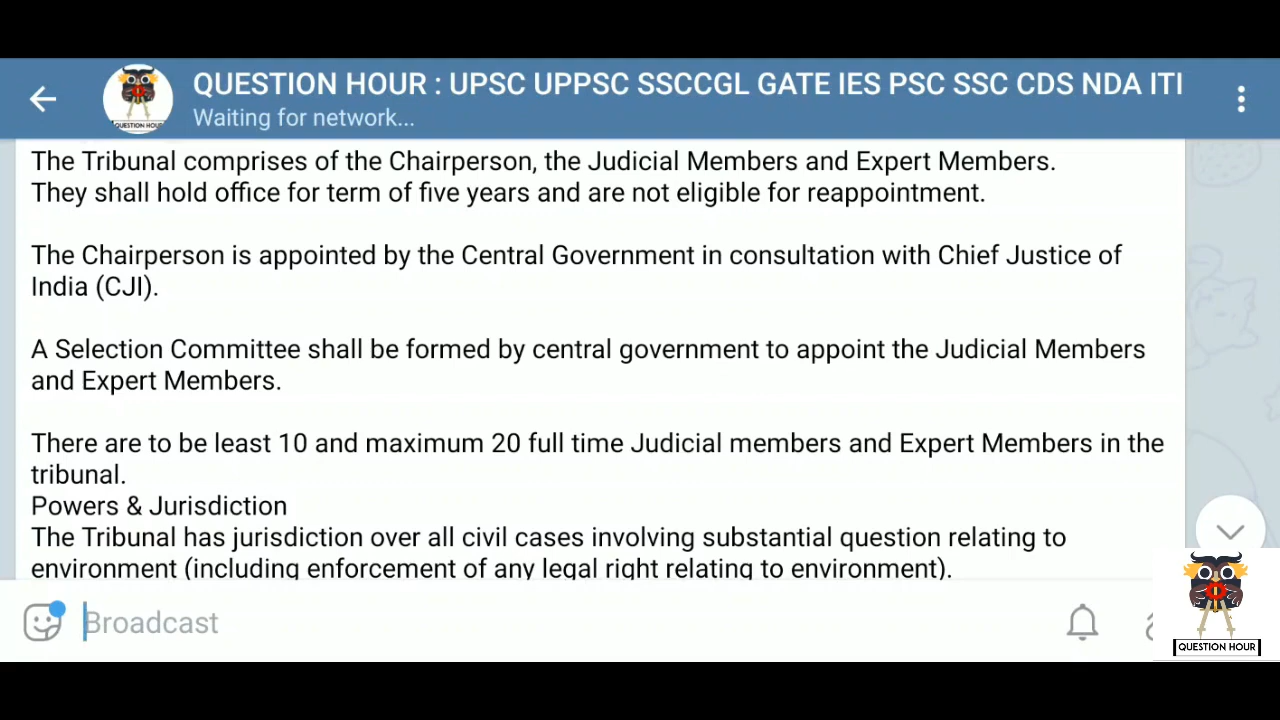 QUESTION HOUR : UPSC UPPSC SSCCGL GATE IES PSC SSC CDS NDA ITI
Waiting for network...
QUESTION HOUR
The Tribunal comprises of the Chairperson, the Judicial Members and Expert Members.
They shall hold office for term of five years and are not eligible for reappointment.
The Chairperson is appointed by the Central Government in consultation with Chief Justice of
India (CJI).
A Selection Committee shall be formed by central government to appoint the Judicial Members
and Expert Members.
There are to be least 10 and maximum 20 full time Judicial members and Expert Members in the
tribunal.
Powers & Jurisdiction
The Tribunal has jurisdiction over all civil cases involving substantial question relating to
environment (including enforcement of any legal right relating to environment).
Broadcast
QUESTION HOUR